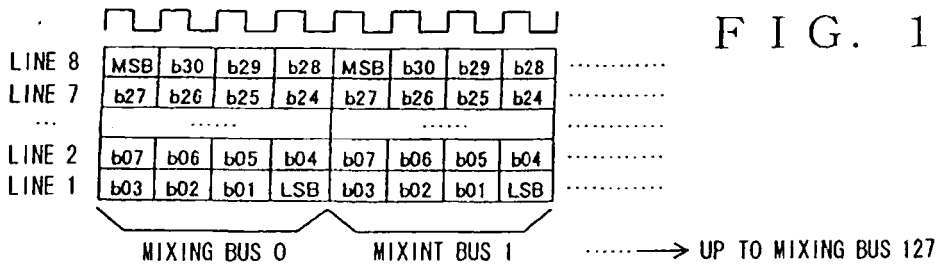 F I G. 1
LINE 8 MSB b30 b29 b28 MSB b30 b29 b28 ............
LINE 7 b27 b26 b25 b24 b27 b26 b25 b24 ............
... ...... ...... ............
LINE 2 b07 b06 b05 b04 b07 b06 b05 b04 ............
LINE 1 b03 b02 b01 LSB b03 b02 b01 LSB ............
MIXING BUS 0 MIXINT BUS 1 ......→ UP TO MIXING BUS 127